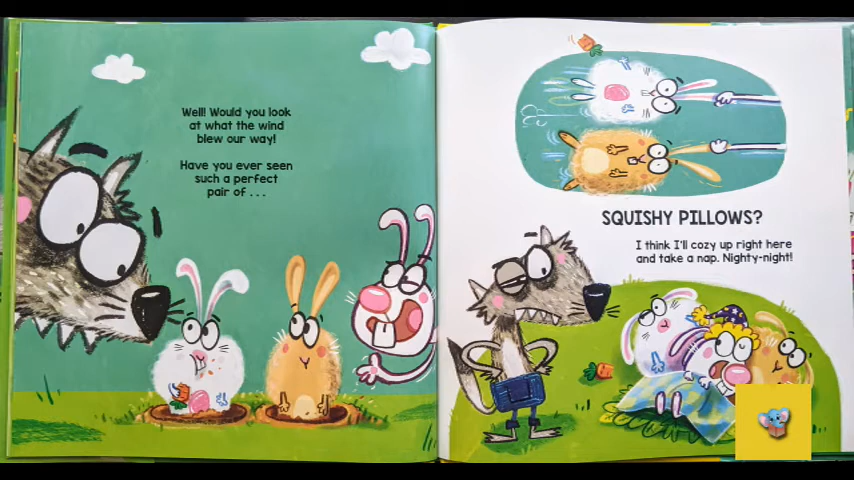 Well! Would you look
at what the wind
blew our way!
Have you ever seen
such a perfect
pair of . . .
SQUISHY PILLOWS?
I think I'll cozy up right here
and take a nap. Nighty-night!